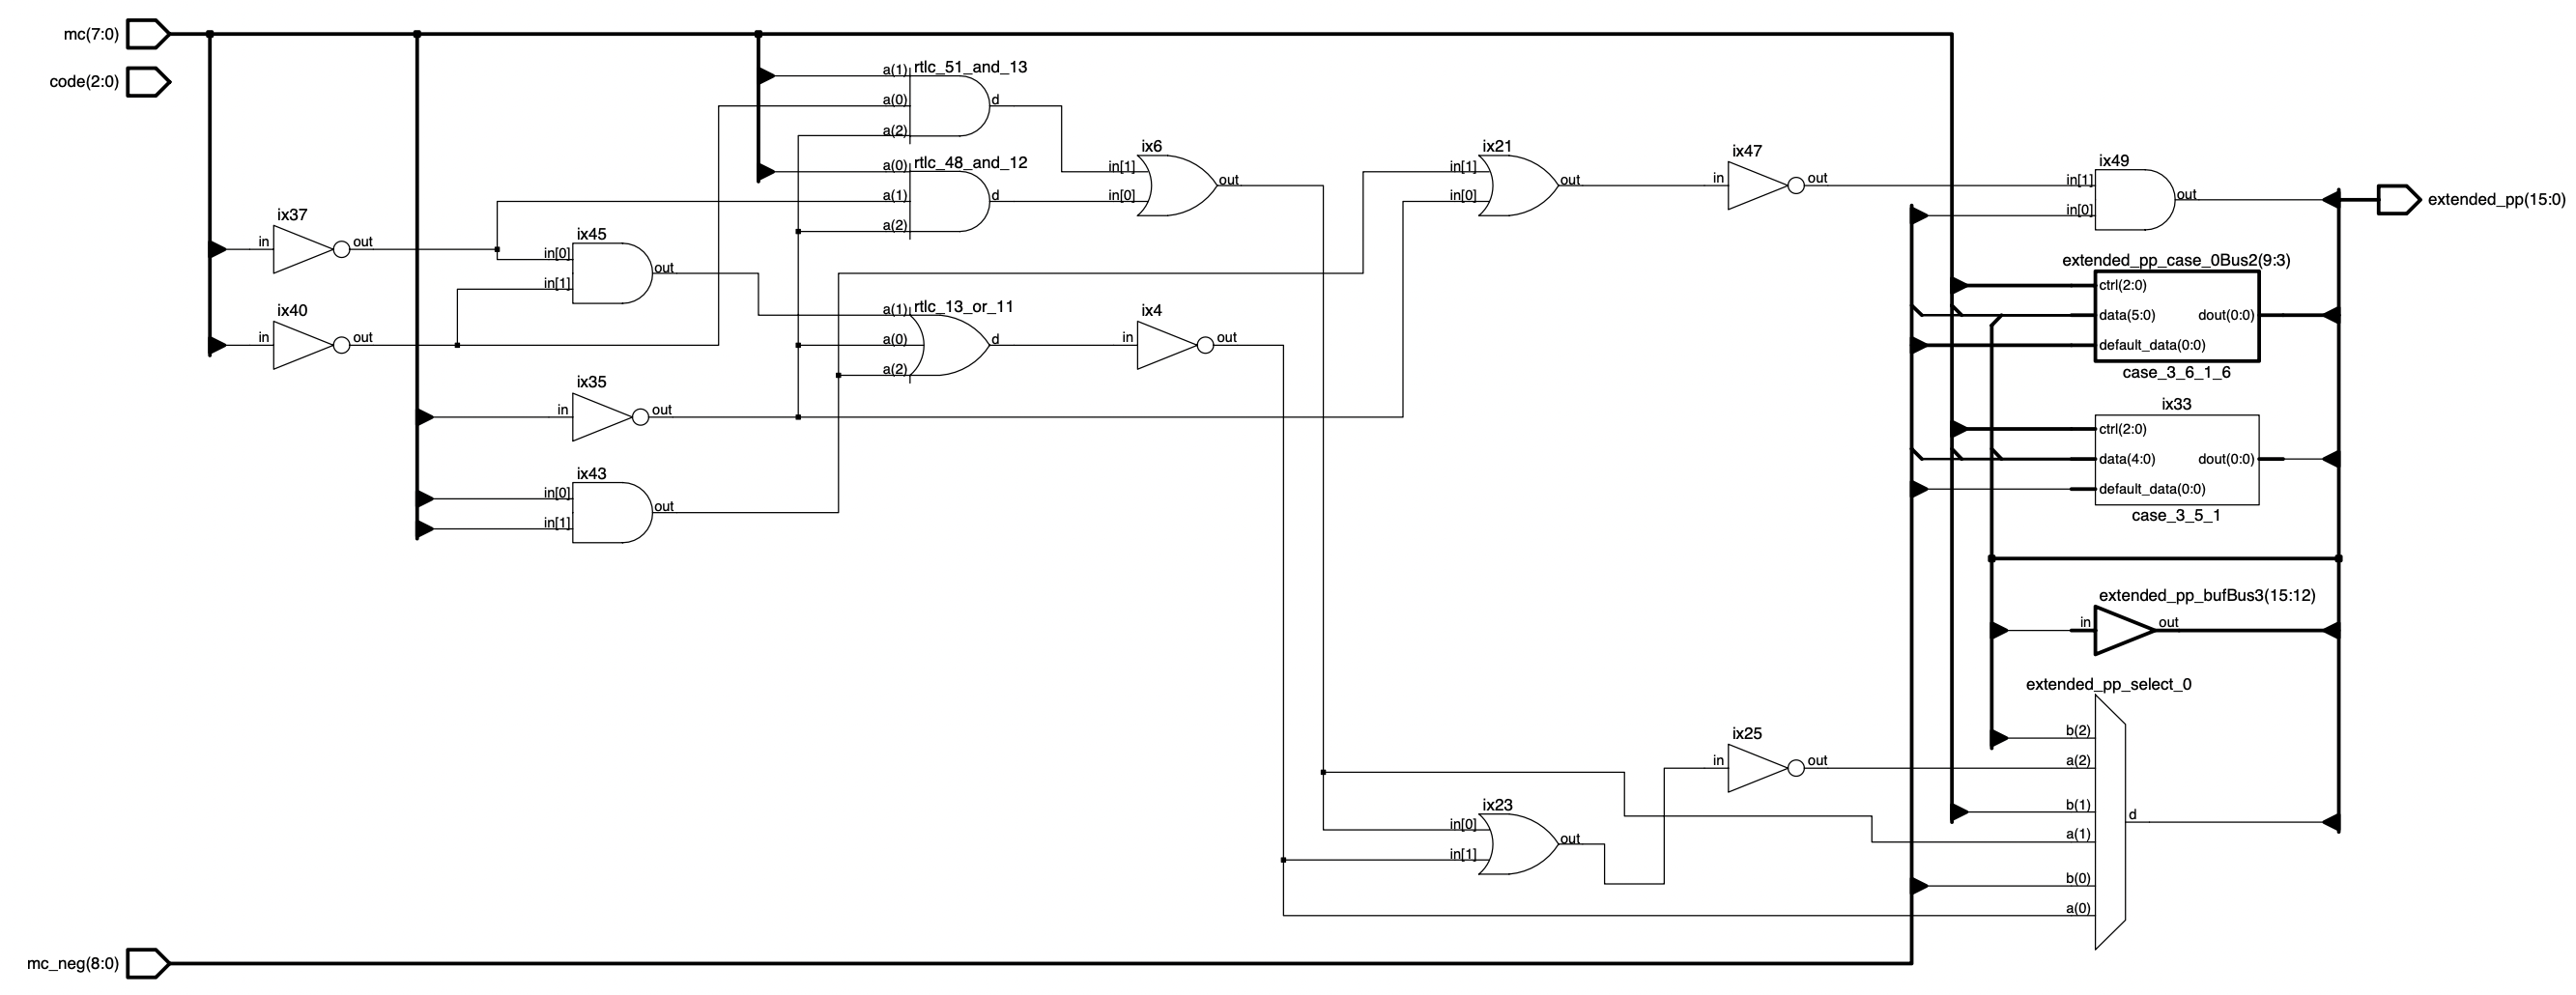 mc(7:0)
code(2:0)
mc_neg(8:0)
ix37
in
out
ix40
in
out
ix45
in[0]
in[1]
out
ix35
in
out
ix43
in[0]
in[1]
out
rtlc_51_and_13
a(1)
a(0)
a(2)
d
rtlc_48_and_12
a(0)
a(1)
a(2)
d
rtlc_13_or_11
a(1)
a(0)
a(2)
d
ix6
in[1]
in[0]
out
ix4
in
out
ix21
in[1]
in[0]
out
ix23
in[0]
in[1]
out
ix47
in
out
ix25
in
out
ix49
in[1]
in[0]
out
extended_pp_case_0Bus2(9:3)
ctrl(2:0)
data(5:0)
dout(0:0)
default_data(0:0)
case_3_6_1_6
ix33
ctrl(2:0)
data(4:0)
dout(0:0)
default_data(0:0)
case_3_5_1
extended_pp_bufBus3(15:12)
in
out
extended_pp_select_0
b(2)
a(2)
b(1)
a(1)
b(0)
a(0)
d
extended_pp(15:0)